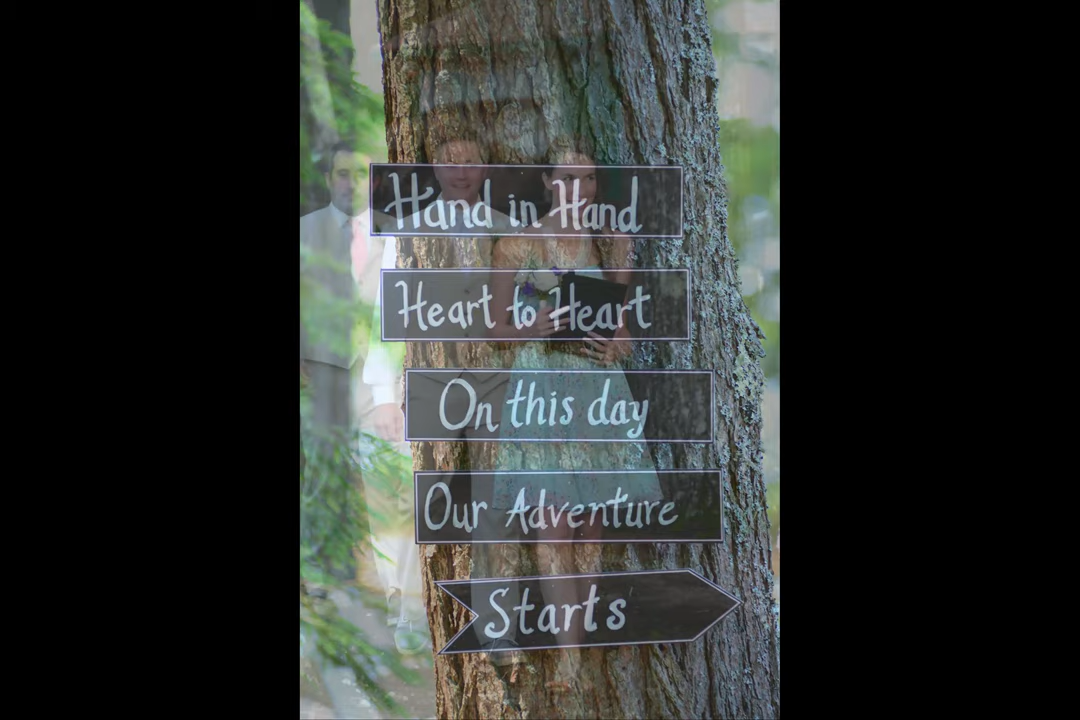 Hand in Hand
Heart to Heart
On this day
Our Adventure
Starts